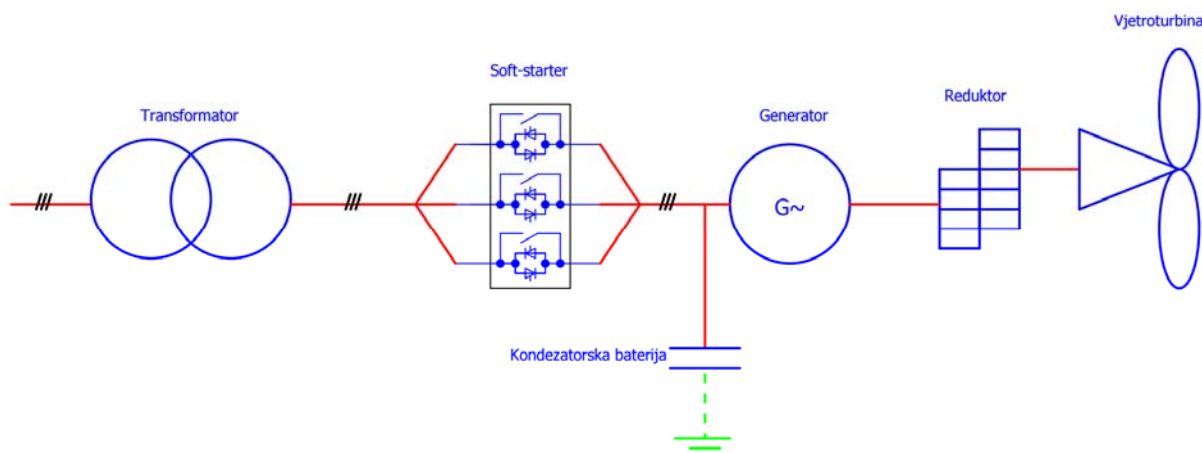 Vjetroturbina
Soft-starter
Reduktor
Transformator
Generator
G~
Kondezatorska baterija